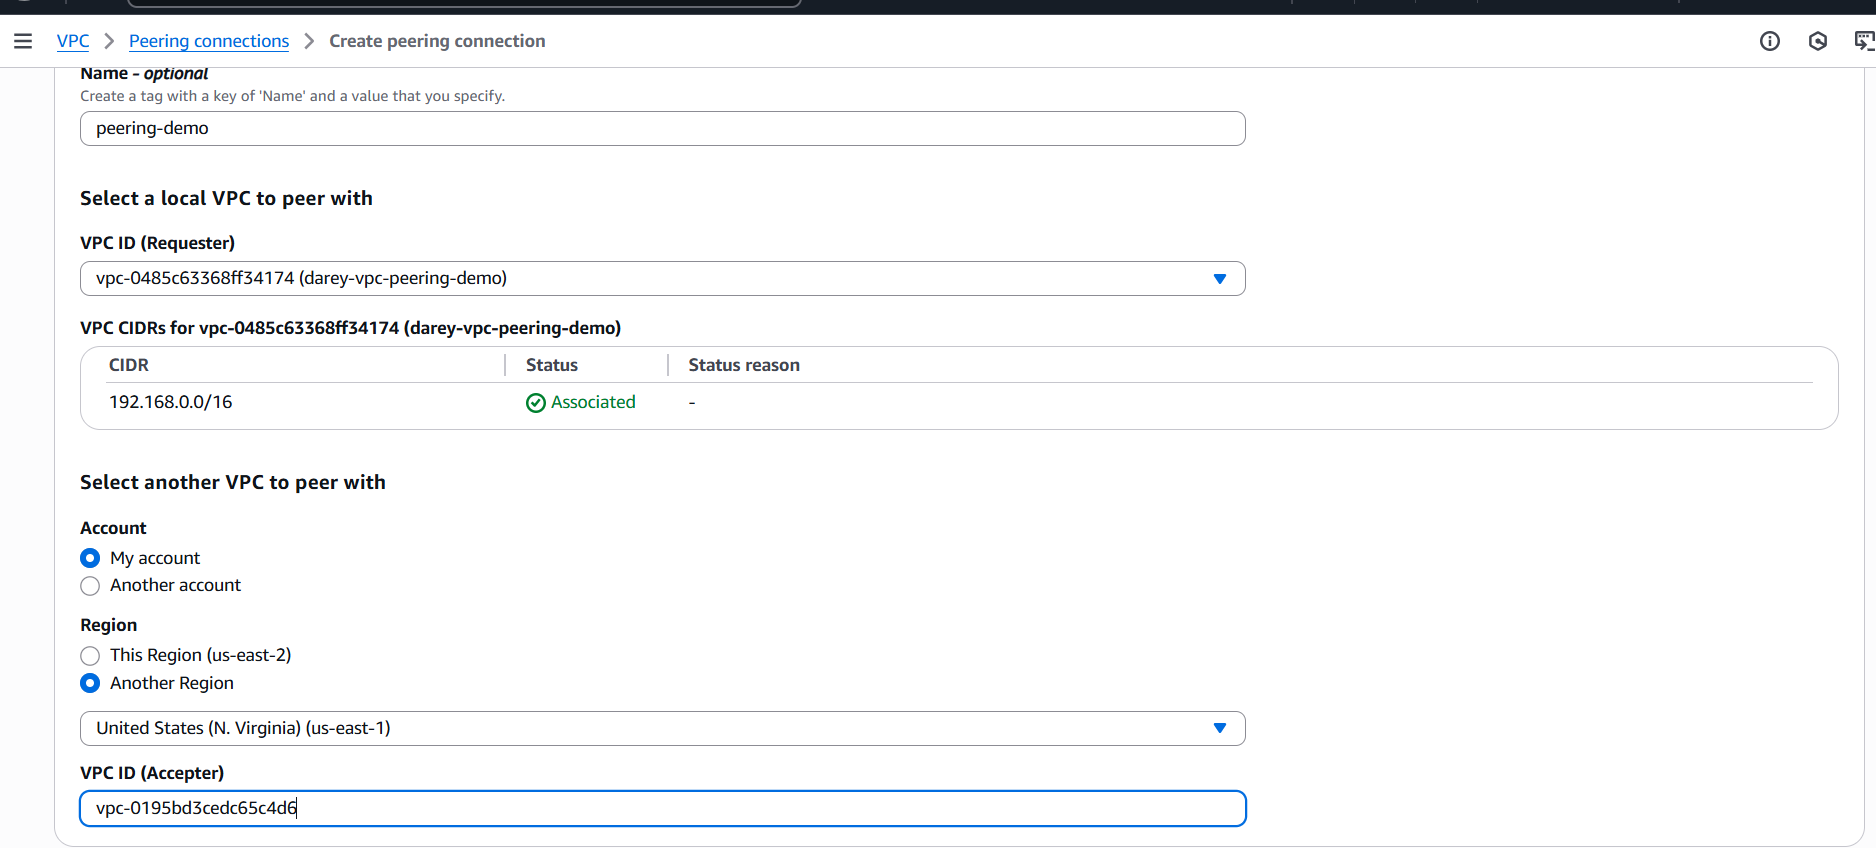 VPC > Peering connections > Create peering connection
Name - optional
Create a tag with a key of 'Name' and a value that you specify.
peering-demo
Select a local VPC to peer with
VPC ID (Requester)
vpc-0485c63368ff34174 (darey-vpc-peering-demo)
VPC CIDRs for vpc-0485c63368ff34174 (darey-vpc-peering-demo)
CIDR Status Status reason
192.168.0.0/16 Associated -
Select another VPC to peer with
Account
My account
Another account
Region
This Region (us-east-2)
Another Region
United States (N. Virginia) (us-east-1)
VPC ID (Accepter)
vpc-0195bd3cedc65c4d6